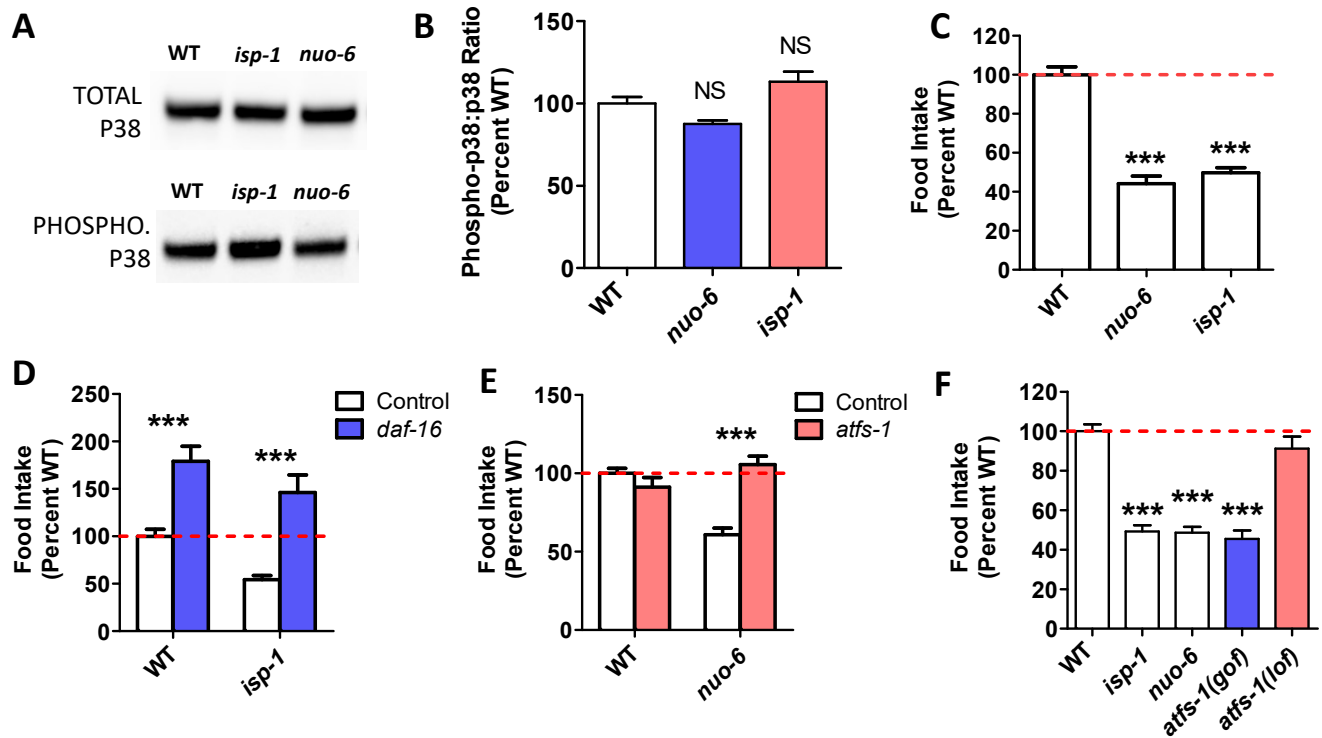 A
WT isp-1 nuo-6
TOTAL
P38
WT isp-1 nuo-6
PHOSPHO.
P38
B
Phospho-p38:p38 Ratio
(Percent WT)
150
100
50
0
NS
NS
WT
nuo-6
isp-1
C
Food Intake
(Percent WT)
120
100
80
60
40
20
0
***
***
WT
nuo-6
isp-1
D
Food Intake
(Percent WT)
250
200
150
100
50
0
***
***
Control
daf-16
WT
isp-1
E
Food Intake
(Percent WT)
150
100
50
0
***
Control
atfs-1
WT
nuo-6
F
Food Intake
(Percent WT)
120
100
80
60
40
20
0
***
***
***
WT
isp-1
nuo-6
atfs-1(gof)
atfs-1(lof)